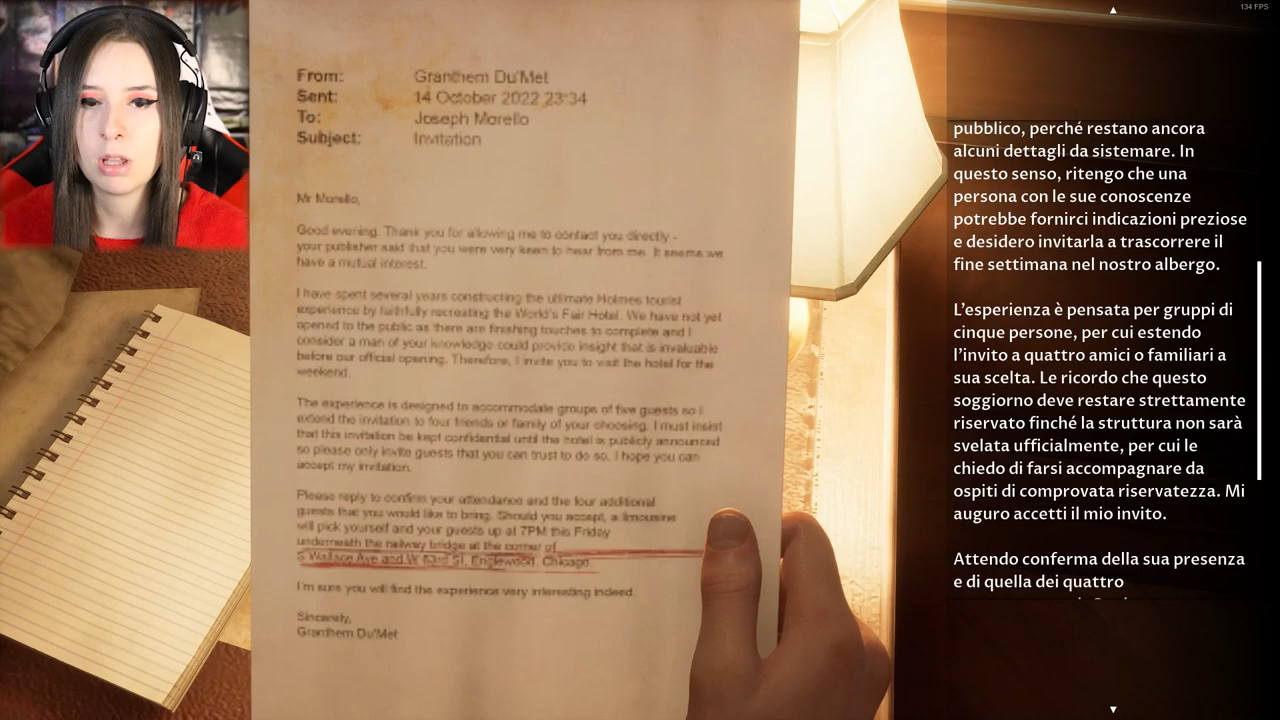 134 FPS
From: Granthem Du'Met
Sent: 14 October 2022 23:34
To: Joseph Morello
Subject: Invitation
Mr Morello,
Good evening. Thank you for allowing me to contact you directly -
your publisher said that you were very keen to hear from me. It seems we
have a mutual interest.
I have spent several years constructing the ultimate Holmes tourist
experience by faithfully recreating the World's Fair Hotel. We have not yet
opened to the public as there are finishing touches to complete and I
consider a man of your knowledge could provide insight that is invaluable
before our official opening. Therefore, I invite you to visit the hotel for the
weekend.
The experience is designed to accommodate groups of five guests so I
extend the invitation to four friends or family of your choosing. I must insist
that this invitation be kept confidential until the hotel is publicly announced
so please only invite guests that you can trust to do so. I hope you can
accept my invitation.
Please reply to confirm your attendance and the four additional
guests that you would like to bring. Should you accept, a limousine
will pick yourself and your guests up at 7PM this Friday
underneath the railway bridge at the corner of
S Wallace Ave and W 63rd St, Englewood, Chicago
I'm sure you will find the experience very interesting indeed.
Sincerely,
Granthem Du'Met
pubblico, perché restano ancora
alcuni dettagli da sistemare. In
questo senso, ritengo che una
persona con le sue conoscenze
potrebbe fornirci indicazioni preziose
e desidero invitarla a trascorrere il
fine settimana nel nostro albergo.
L'esperienza è pensata per gruppi di
cinque persone, per cui estendo
l'invito a quattro amici o familiari a
sua scelta. Le ricordo che questo
soggiorno deve restare strettamente
riservato finché la struttura non sarà
svelata ufficialmente, per cui le
chiedo di farsi accompagnare da
ospiti di comprovata riservatezza. Mi
auguro accetti il mio invito.
Attendo conferma della sua presenza
e di quella dei quattro